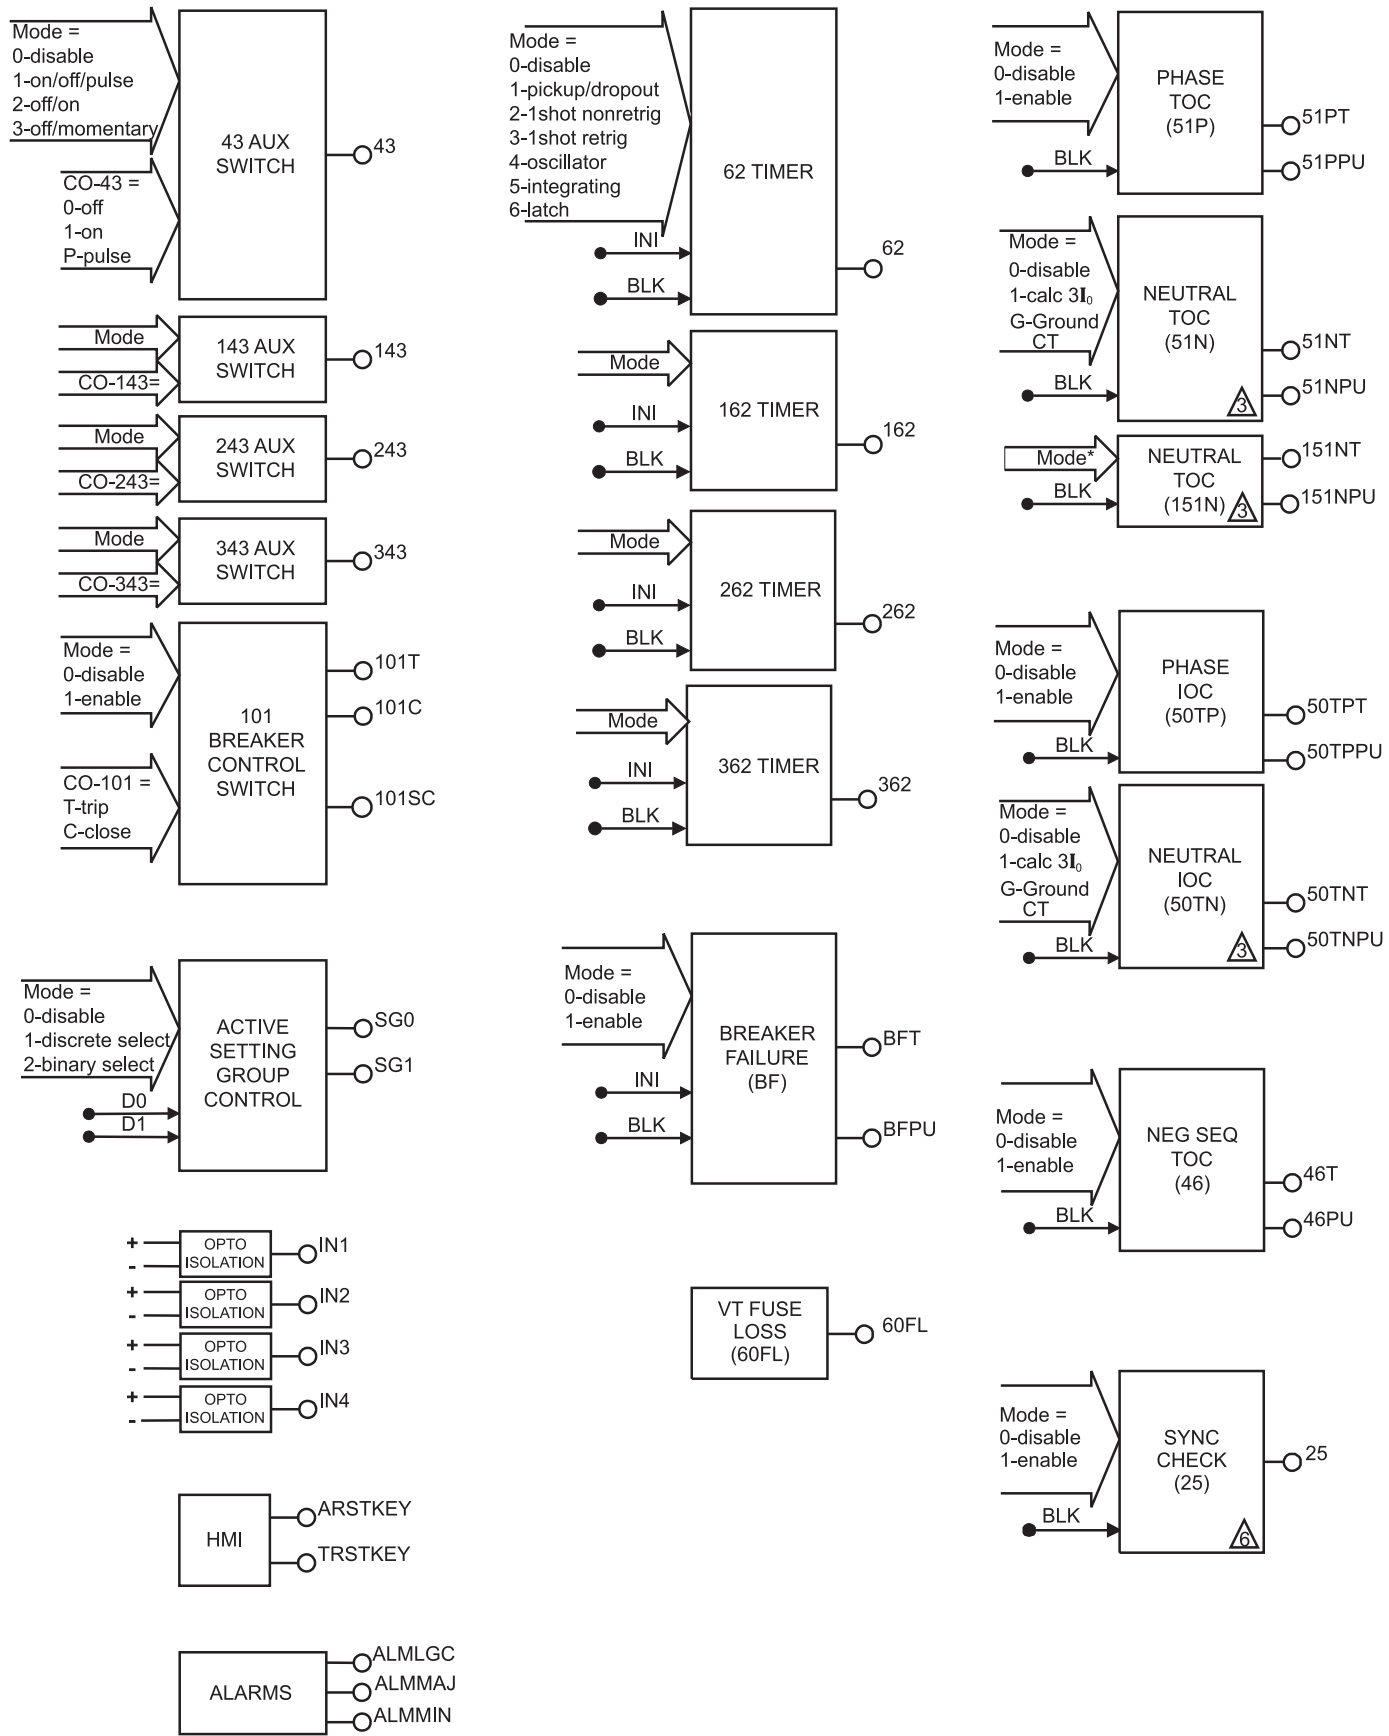 Mode =
0-disable
1-on/off/pulse
2-off/on
3-off/momentary
CO-43 =
0-off
1-on
P-pulse
43 AUX
SWITCH
43
Mode
CO-143=
143 AUX
SWITCH
143
Mode
CO-243=
243 AUX
SWITCH
243
Mode
CO-343=
343 AUX
SWITCH
343
Mode =
0-disable
1-enable
CO-101 =
T-trip
C-close
101
BREAKER
CONTROL
SWITCH
101T
101C
101SC
Mode =
0-disable
1-discrete select
2-binary select
D0
D1
ACTIVE
SETTING
GROUP
CONTROL
SG0
SG1
+
-
OPTO
ISOLATION
IN1
+
-
OPTO
ISOLATION
IN2
+
-
OPTO
ISOLATION
IN3
+
-
OPTO
ISOLATION
IN4
HMI
ARSTKEY
TRSTKEY
ALARMS
ALMLGC
ALMMAJ
ALMMIN
Mode =
0-disable
1-pickup/dropout
2-1shot nonretrig
3-1shot retrig
4-oscillator
5-integrating
6-latch
INI
BLK
62 TIMER
62
Mode
INI
BLK
162 TIMER
162
Mode
INI
BLK
262 TIMER
262
Mode
INI
BLK
362 TIMER
362
Mode =
0-disable
1-enable
INI
BLK
BREAKER
FAILURE
(BF)
BFT
BFPU
VT FUSE
LOSS
(60FL)
60FL
Mode =
0-disable
1-enable
BLK
PHASE
TOC
(51P)
51PT
51PPU
Mode =
0-disable
1-calc 3I₀
G-Ground
CT
BLK
NEUTRAL
TOC
(51N)
3
51NT
51NPU
Mode*
BLK
NEUTRAL
TOC
(151N)
3
151NT
151NPU
Mode =
0-disable
1-enable
BLK
PHASE
IOC
(50TP)
50TPT
50TPPU
Mode =
0-disable
1-calc 3I₀
G-Ground
CT
BLK
NEUTRAL
IOC
(50TN)
3
50TNT
50TNPU
Mode =
0-disable
1-enable
BLK
NEG SEQ
TOC
(46)
46T
46PU
Mode =
0-disable
1-enable
BLK
SYNC
CHECK
(25)
6
25